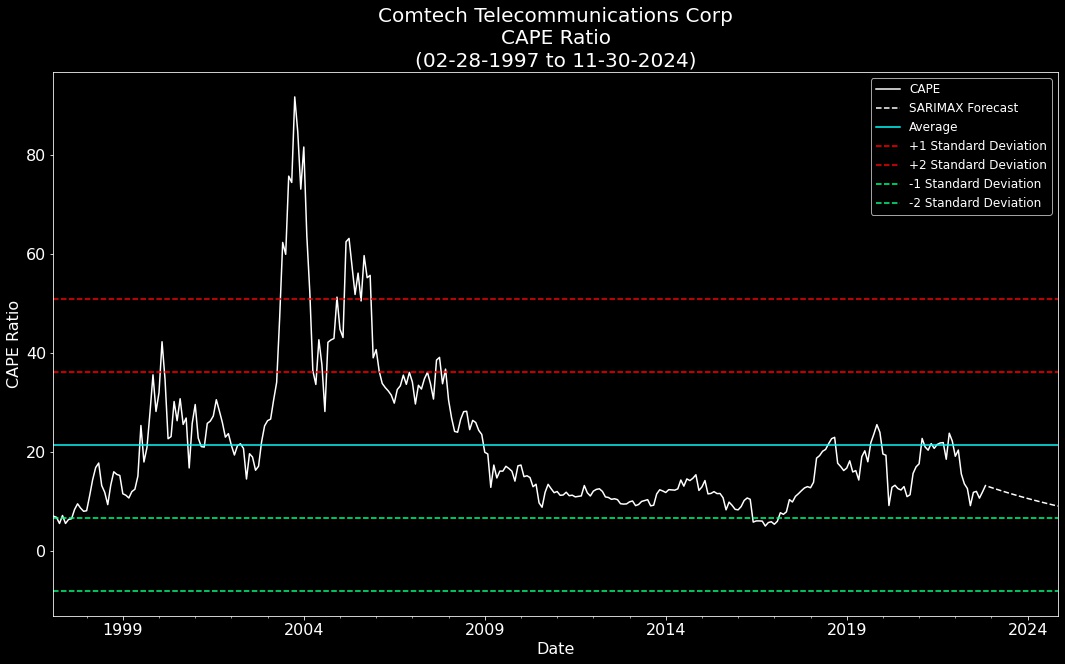 Comtech Telecommunications Corp
CAPE Ratio
(02-28-1997 to 11-30-2024)
CAPE
SARIMAX Forecast
Average
+1 Standard Deviation
+2 Standard Deviation
-1 Standard Deviation
-2 Standard Deviation
CAPE Ratio
80
60
40
20
0
1999 2004 2009 2014 2019 2024
Date